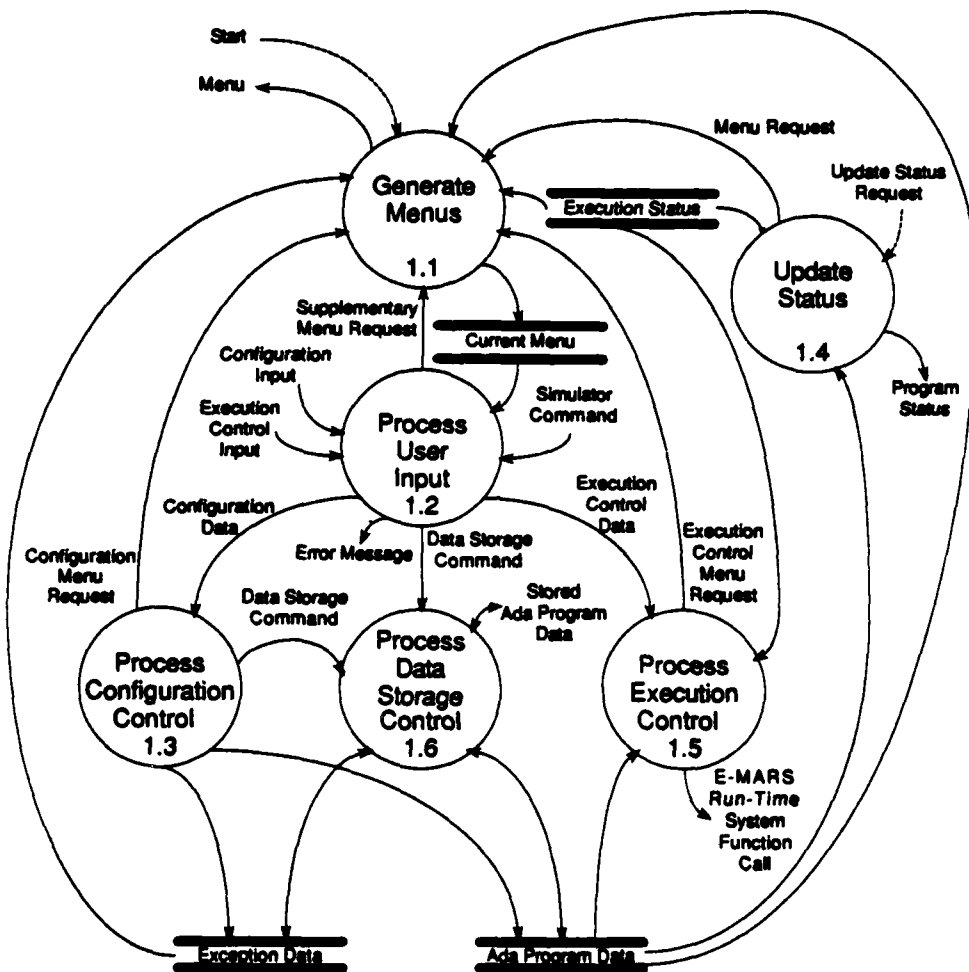 Start
Menu
Menu Request
Generate
Menus
1.1
Execution Status
Update Status
Request
Update
Status
1.4
Supplementary
Menu Request
Current Menu
Configuration
Input
Program
Status
Execution
Control
Input
Process
User
Input
1.2
Simulator
Command
Configuration
Data
Execution
Control
Data
Error Message
Data Storage
Command
Configuration
Menu
Request
Execution
Control
Menu
Request
Data Storage
Command
Stored
Ada Program
Data
Process
Configuration
Control
1.3
Process
Data
Storage
Control
1.6
Process
Execution
Control
1.5
E-MARS
Run-Time
System
Function
Call
Exception Data
Ada Program Data